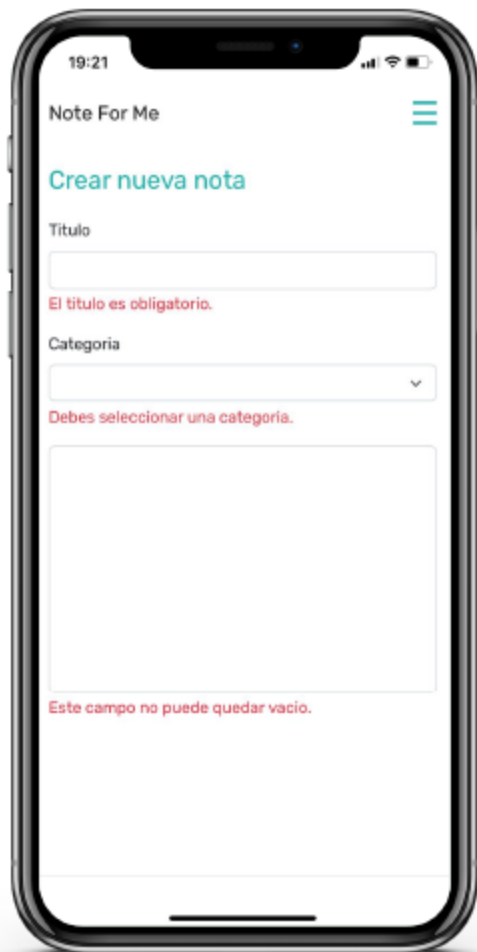 19:21
Note For Me
Crear nueva nota
Titulo
El titulo es obligatorio.
Categoria
Debes seleccionar una categoria.
Este campo no puede quedar vacio.